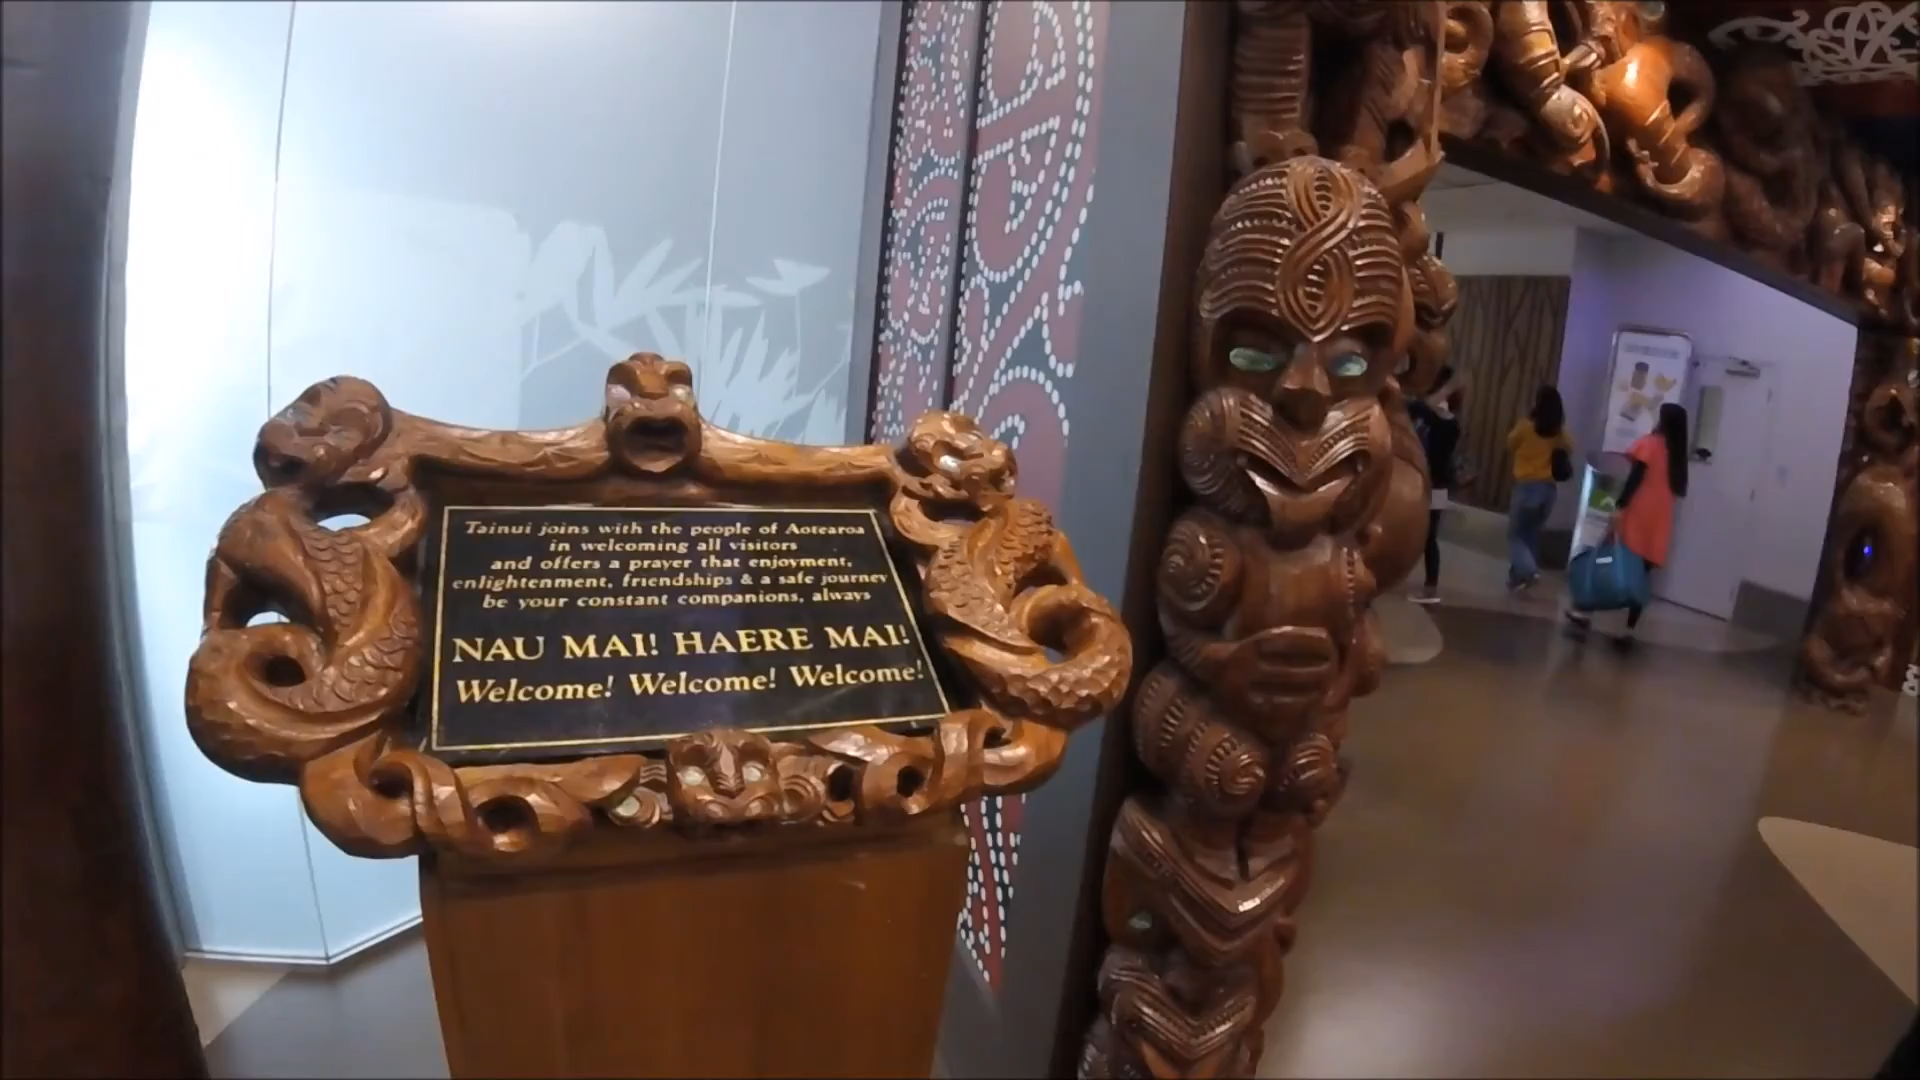 Tainui joins with the people of Aotearoa
in welcoming all visitors
and offers a prayer that enjoyment,
enlightenment, friendships & a safe journey
be your constant companions, always
NAU MAI! HAERE MAI!
Welcome! Welcome! Welcome!